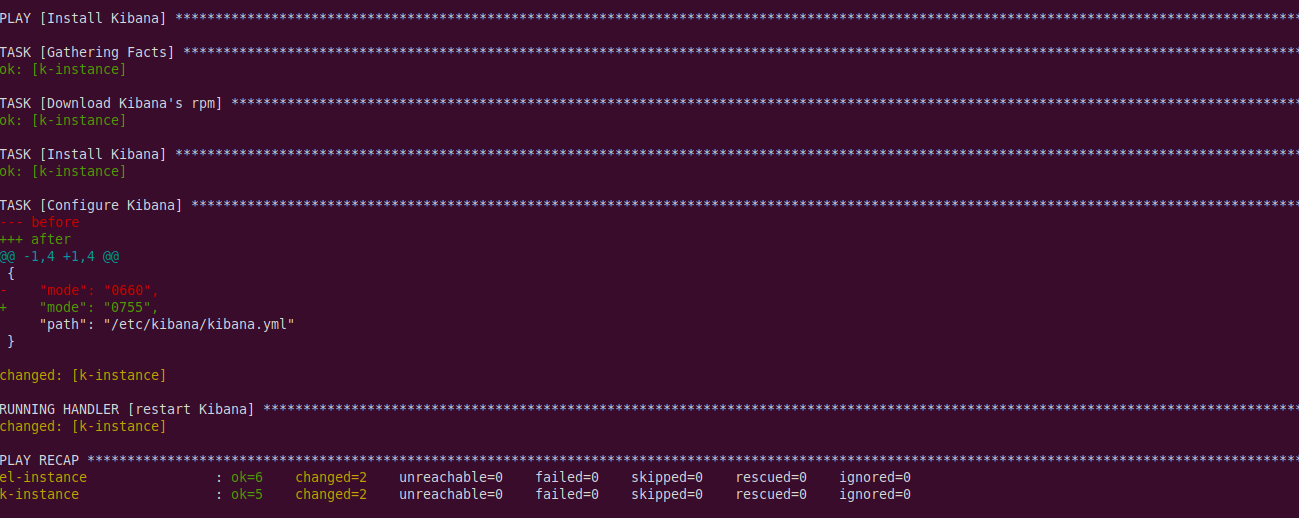 PLAY [Install Kibana] ********************************************************************************************************************************************
TASK [Gathering Facts] *******************************************************************************************************************************************
ok: [k-instance]
TASK [Download Kibana's rpm] *************************************************************************************************************************************
ok: [k-instance]
TASK [Install Kibana] ********************************************************************************************************************************************
ok: [k-instance]
TASK [Configure Kibana] ******************************************************************************************************************************************
--- before
+++ after
@@ -1,4 +1,4 @@
 {
-    "mode": "0660",
+    "mode": "0755",
     "path": "/etc/kibana/kibana.yml"
 }
changed: [k-instance]
RUNNING HANDLER [restart Kibana] *********************************************************************************************************************************
changed: [k-instance]
PLAY RECAP *******************************************************************************************************************************************************
el-instance                : ok=6    changed=2    unreachable=0    failed=0    skipped=0    rescued=0    ignored=0
k-instance                 : ok=5    changed=2    unreachable=0    failed=0    skipped=0    rescued=0    ignored=0